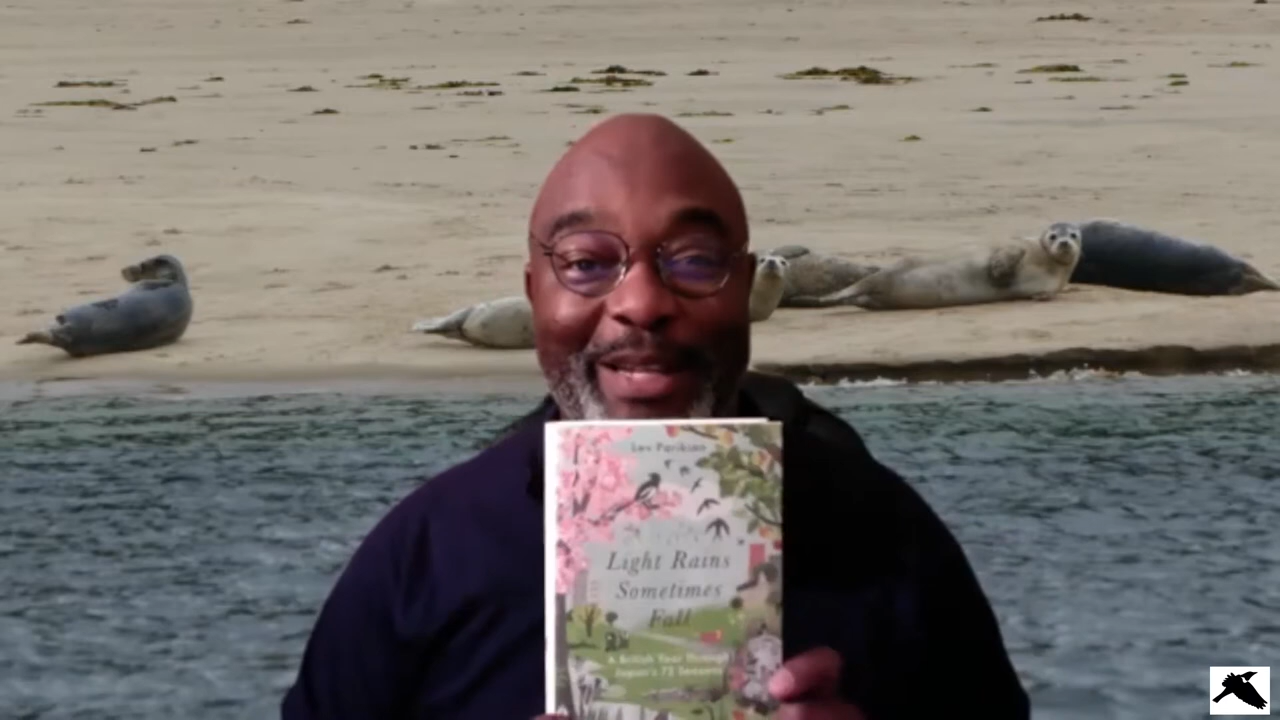 Lev Parikian
Light Rains
Sometimes
Fall
A British Year Through
Japan's 72 Seasons